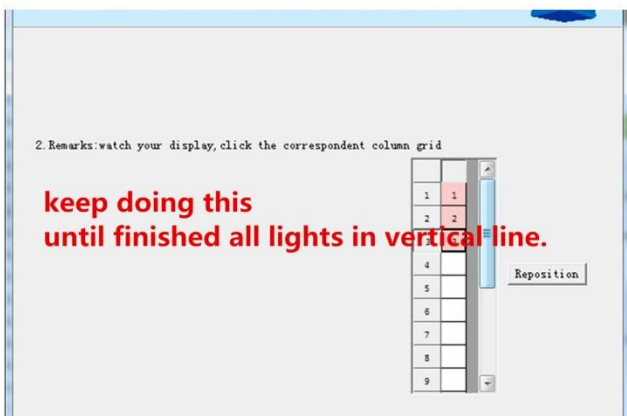 2.Remarks:watch your display,click the correspondent column grid
keep doing this
until finished all lights in vertical line.
1 1
2 2
3
4
Reposition
5
6
7
8
9